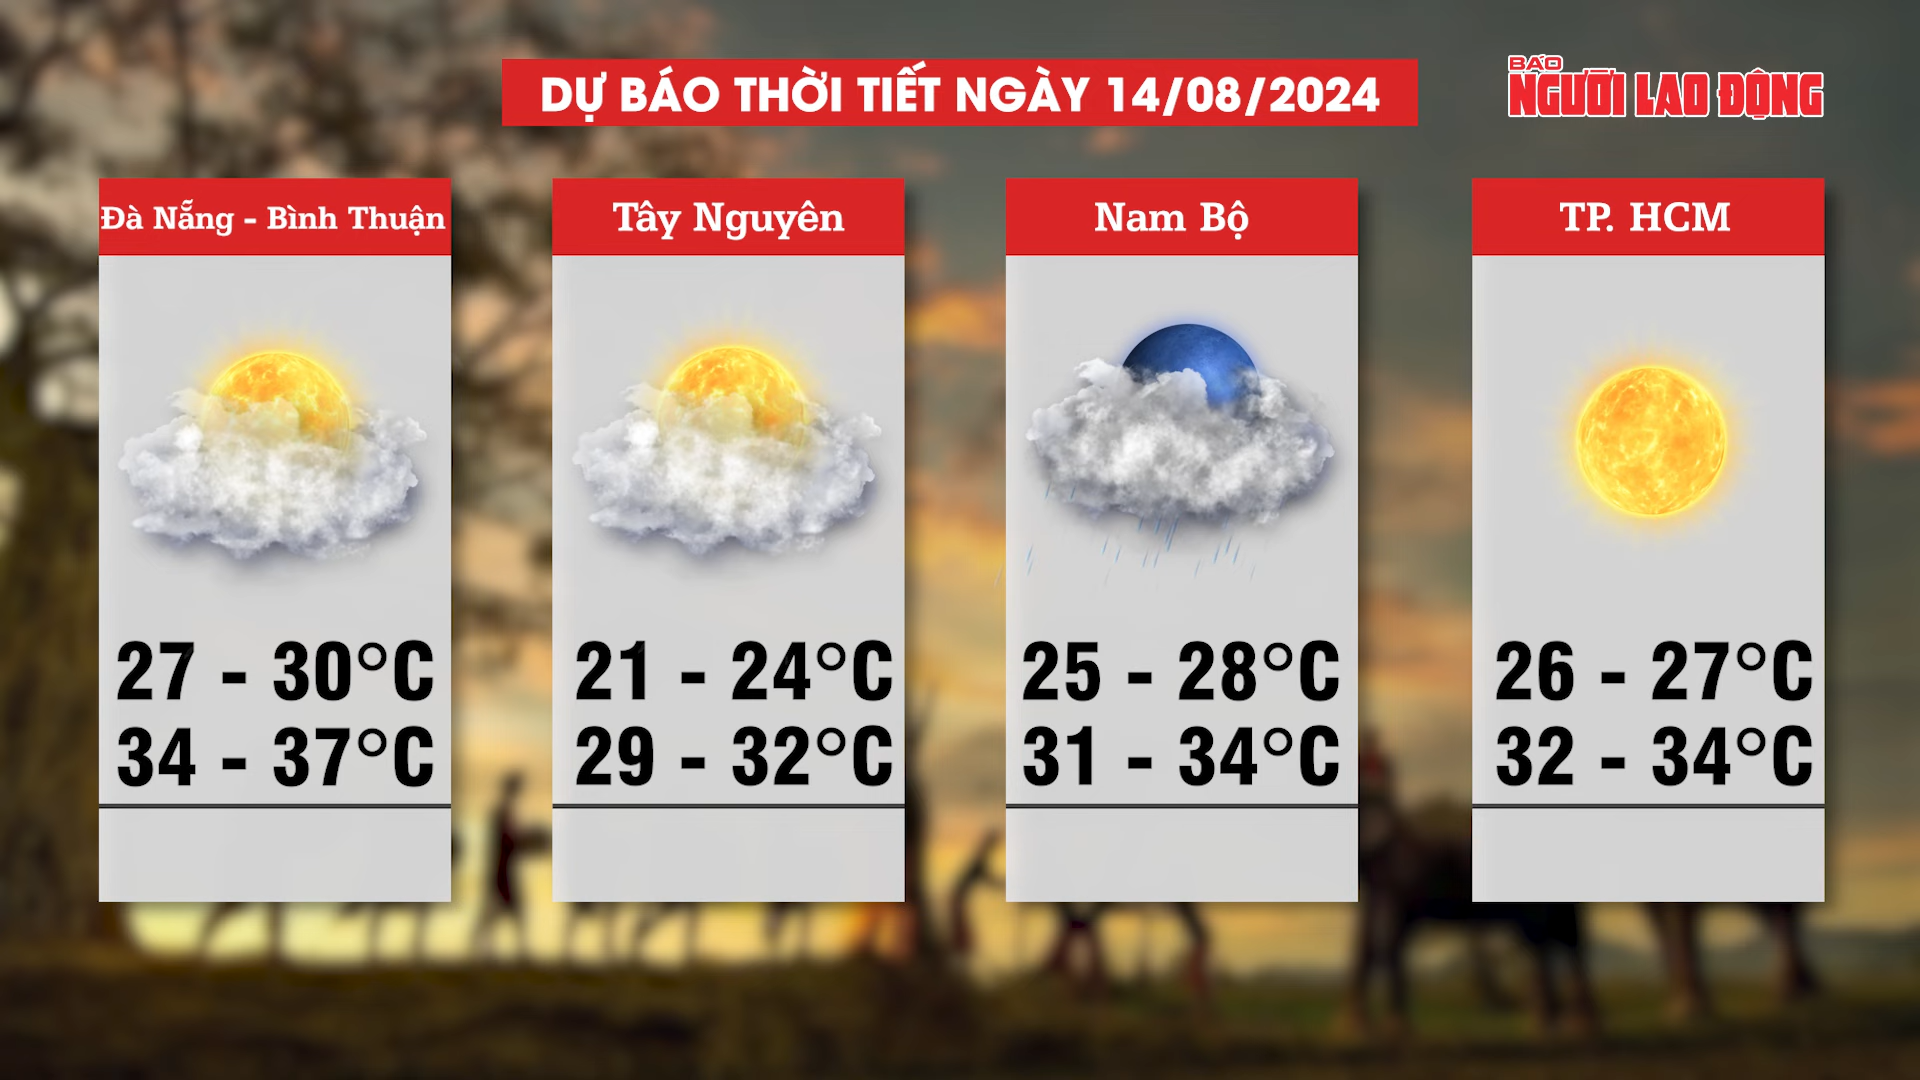 DỰ BÁO THỜI TIẾT NGÀY 14/08/2024
BÁO
NGƯỜI LAO ĐỘNG
Đà Nẵng - Bình Thuận
27 - 30°C
34 - 37°C
Tây Nguyên
21 - 24°C
29 - 32°C
Nam Bộ
25 - 28°C
31 - 34°C
TP. HCM
26 - 27°C
32 - 34°C